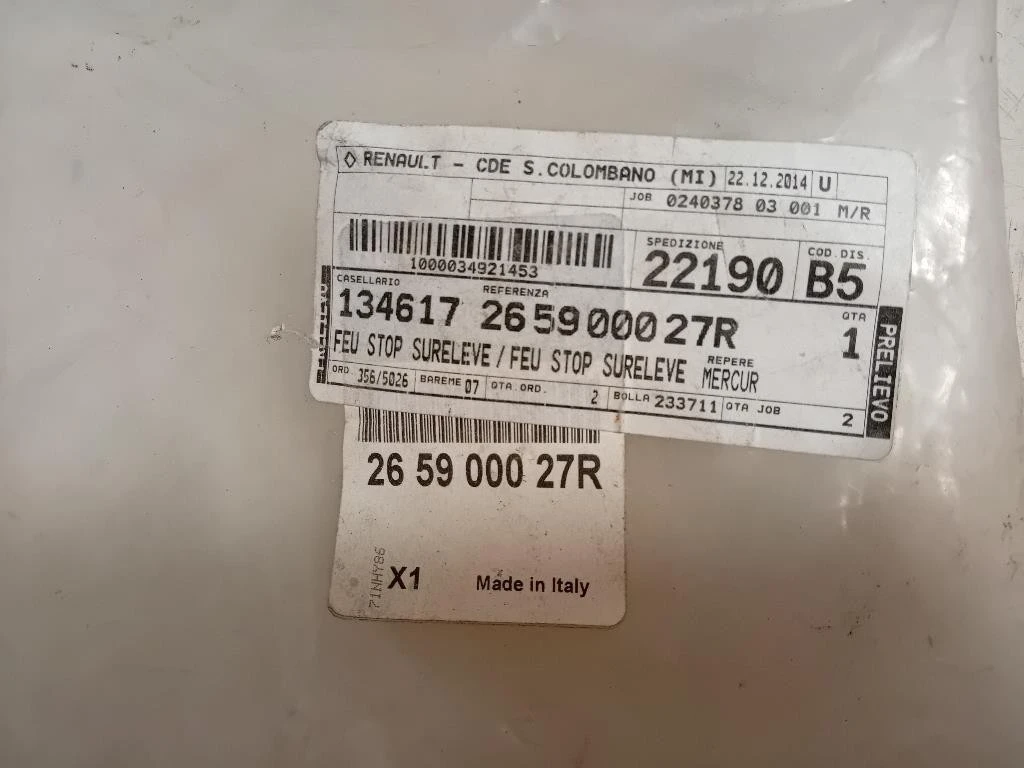 RENAULT - CDE S.COLOMBANO (MI) 22.12.2014 U
JOB 0240378 03 001 M/R
1000034921453
SPEDIZIONE 22190
COD.DIS. B5
CASELLARIO 134617
REFERENZA 26 59 000 27R
QTA 1
FEU STOP SURELEVE / FEU STOP SURELEVE
REPERE MERCUR
ORD. 356/5026 BAREME 07 QTA.ORD. 2 BOLLA 233711 QTA JOB 2
PRELIEVO
26 59 000 27R
71NHY86
X1 Made in Italy